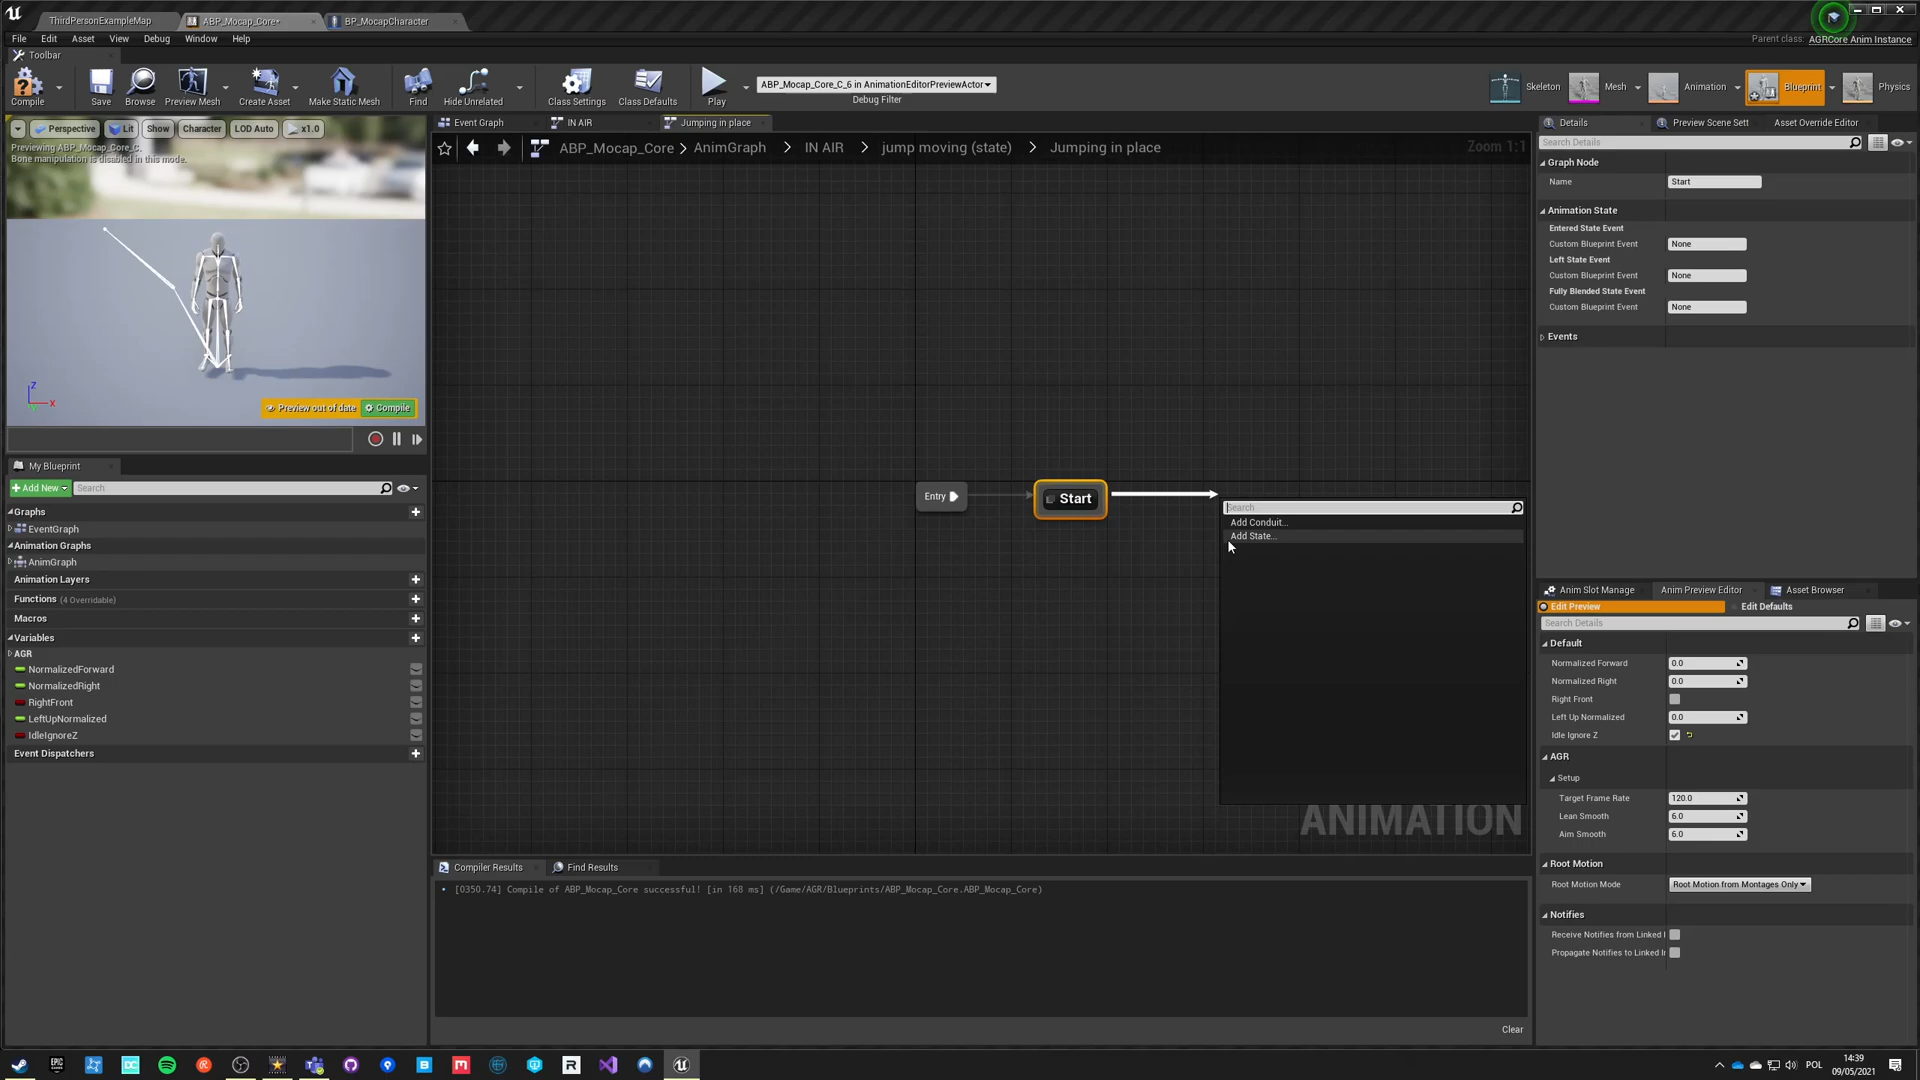 ThirdPersonExampleMap
ABP_Mocap_Core*
BP_MocapCharacter
Parent class: AGRCore Anim Instance
File Edit Asset View Debug Window Help
Toolbar
Compile
Save
Browse
Preview Mesh
Create Asset
Make Static Mesh
Find
Hide Unrelated
Class Settings
Class Defaults
Play
ABP_Mocap_Core_C_6 in AnimationEditorPreviewActor
Debug Filter
Skeleton
Mesh
Animation
Blueprint
Physics
Perspective
Lit
Show
Character
LOD Auto
x1.0
Previewing ABP_Mocap_Core_C.
Bone manipulation is disabled in this mode.
Z
X
Preview out of date
Compile
Event Graph
IN AIR
Jumping in place
ABP_Mocap_Core > AnimGraph > IN AIR > jump moving (state) > Jumping in place
Zoom 1:1
Entry
Start
Search
Add Conduit...
Add State...
ANIMATION
My Blueprint
+ Add New
Search
Graphs
EventGraph
Animation Graphs
AnimGraph
Animation Layers
Functions (4 Overridable)
Macros
Variables
AGR
NormalizedForward
NormalizedRight
RightFront
LeftUpNormalized
IdleIgnoreZ
Event Dispatchers
Compiler Results
Find Results
[0350.74] Compile of ABP_Mocap_Core successful! [in 168 ms] (/Game/AGR/Blueprints/ABP_Mocap_Core.ABP_Mocap_Core)
Clear
Details
Preview Scene Sett
Asset Override Editor
Search Details
Graph Node
Name Start
Animation State
Entered State Event
Custom Blueprint Event None
Left State Event
Custom Blueprint Event None
Fully Blended State Event
Custom Blueprint Event None
Events
Anim Slot Manage
Anim Preview Editor
Asset Browser
Edit Preview
Edit Defaults
Search Details
Default
Normalized Forward 0.0
Normalized Right 0.0
Right Front
Left Up Normalized 0.0
Idle Ignore Z
AGR
Setup
Target Frame Rate 120.0
Lean Smooth 6.0
Aim Smooth 6.0
Root Motion
Root Motion Mode Root Motion from Montages Only
Notifies
Receive Notifies from Linked I
Propagate Notifies to Linked Ir
POL
14:39
09/05/2021